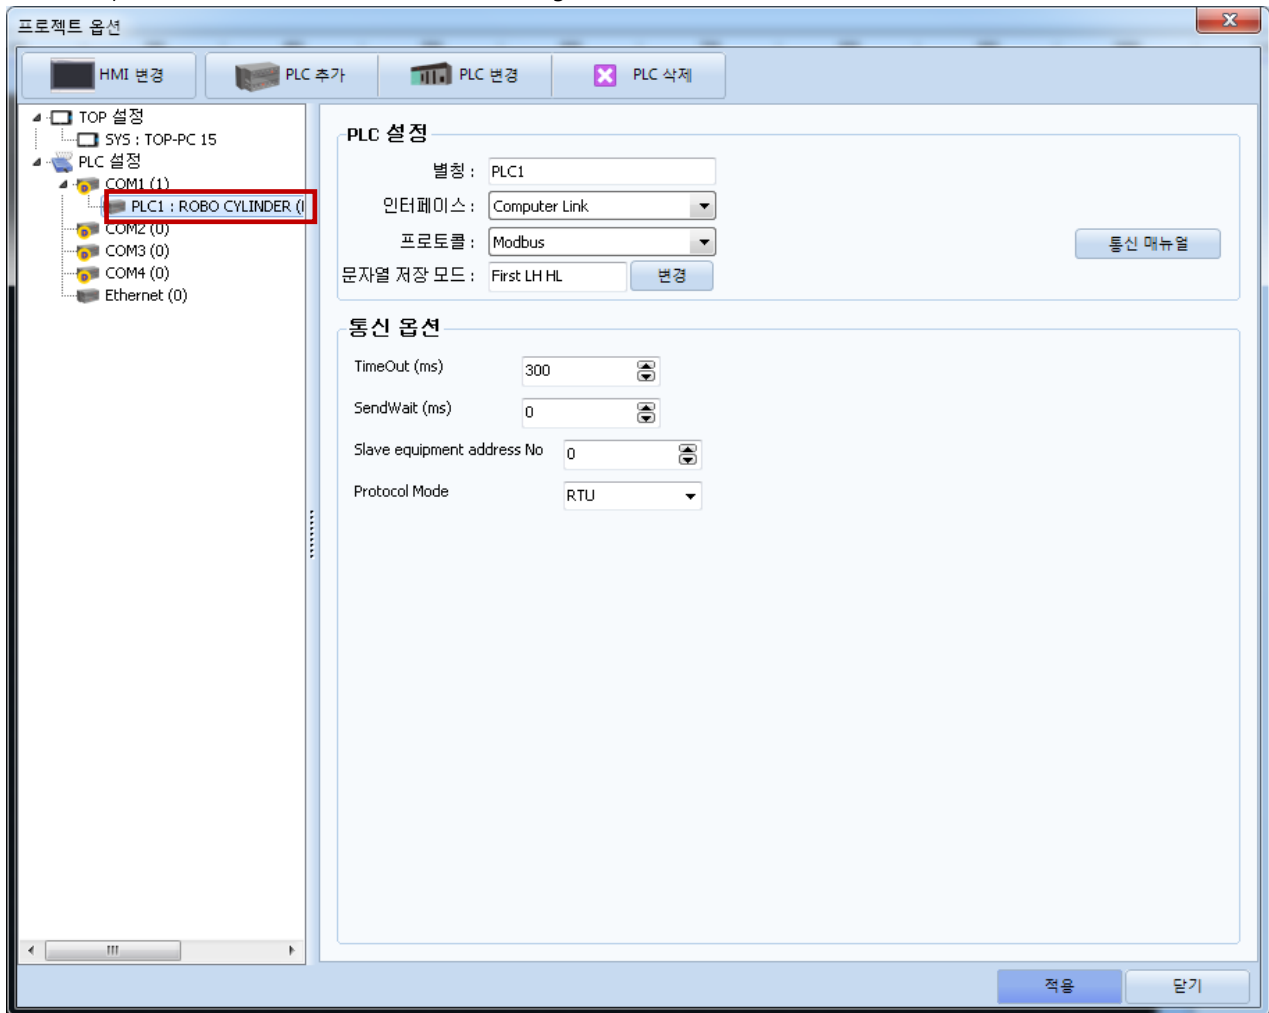 프로젝트 옵션
HMI 변경 PLC 추가 PLC 변경 PLC 삭제
TOP 설정
SYS : TOP-PC 15
PLC 설정
COM1 (1)
PLC1 : ROBO CYLINDER (
COM2 (0)
COM3 (0)
COM4 (0)
Ethernet (0)
PLC 설정
별칭 : PLC1
인터페이스 : Computer Link
프로토콜 : Modbus
통신 매뉴얼
문자열 저장 모드 : First LH HL 변경
통신 옵션
TimeOut (ms) 300
SendWait (ms) 0
Slave equipment address No 0
Protocol Mode RTU
적용 닫기